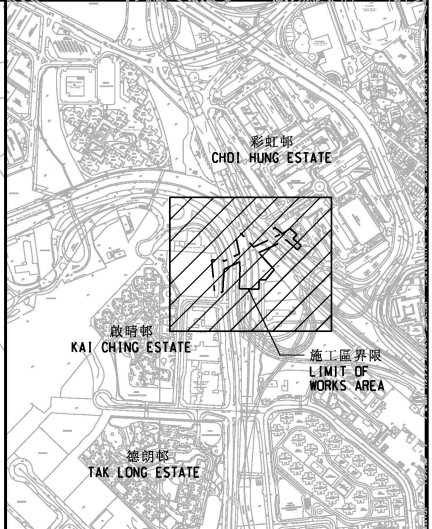 彩虹邨
CHOI HUNG ESTATE
啟晴邨
KAI CHING ESTATE
施工區界限
LIMIT OF
WORKS AREA
德朗邨
TAK LONG ESTATE